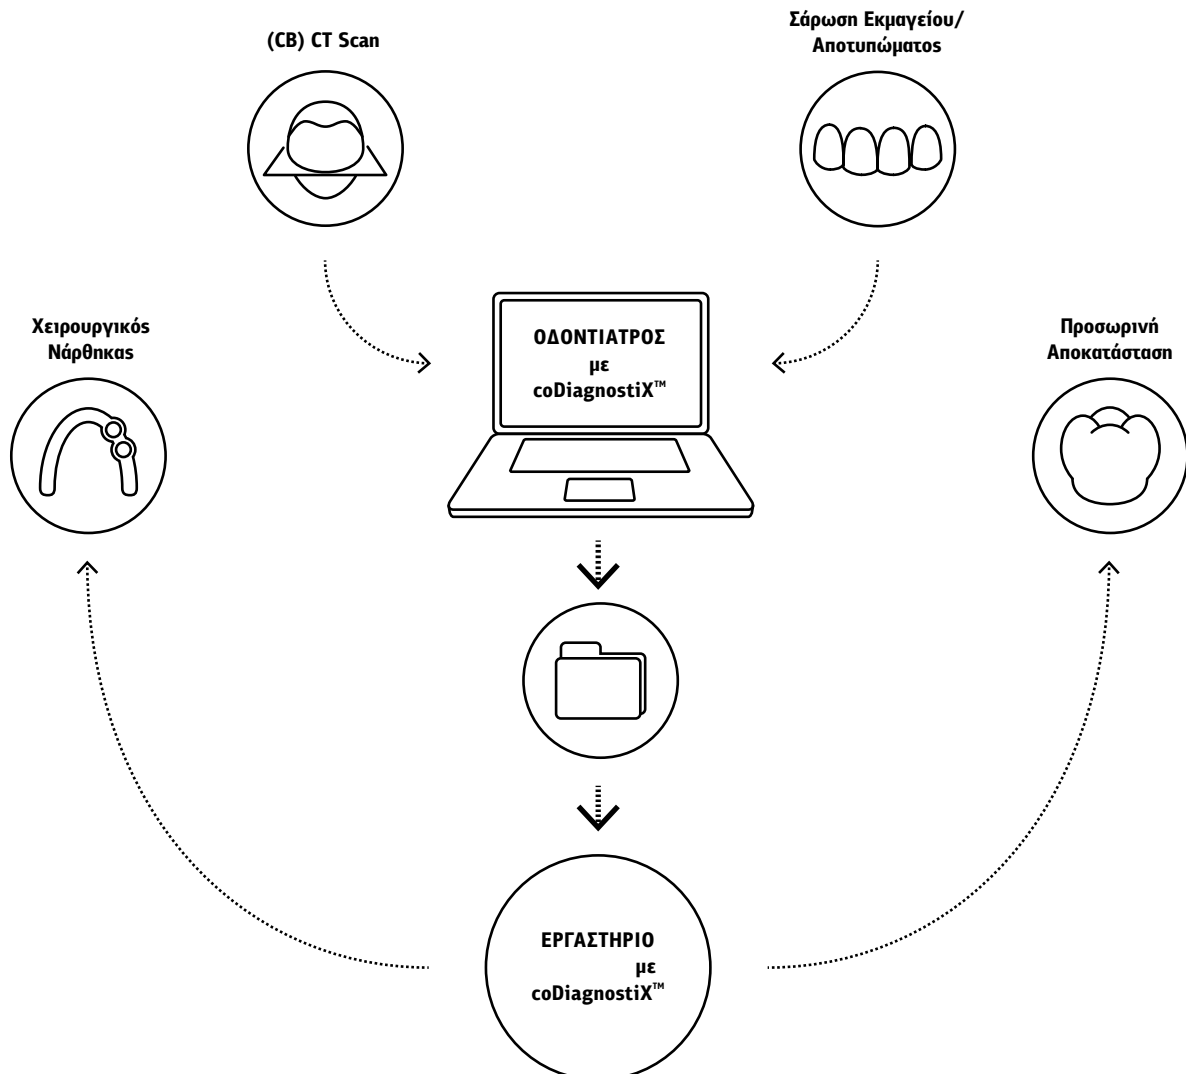 (CB) CT Scan
Σάρωση Εκμαγείου/
Αποτυπώματος
Χειρουργικός
Νάρθηκας
ΟΔΟΝΤΙΑΤΡΟΣ
με
coDiagnostiX™
Προσωρινή
Αποκατάσταση
ΕΡΓΑΣΤΗΡΙΟ
με
coDiagnostiX™